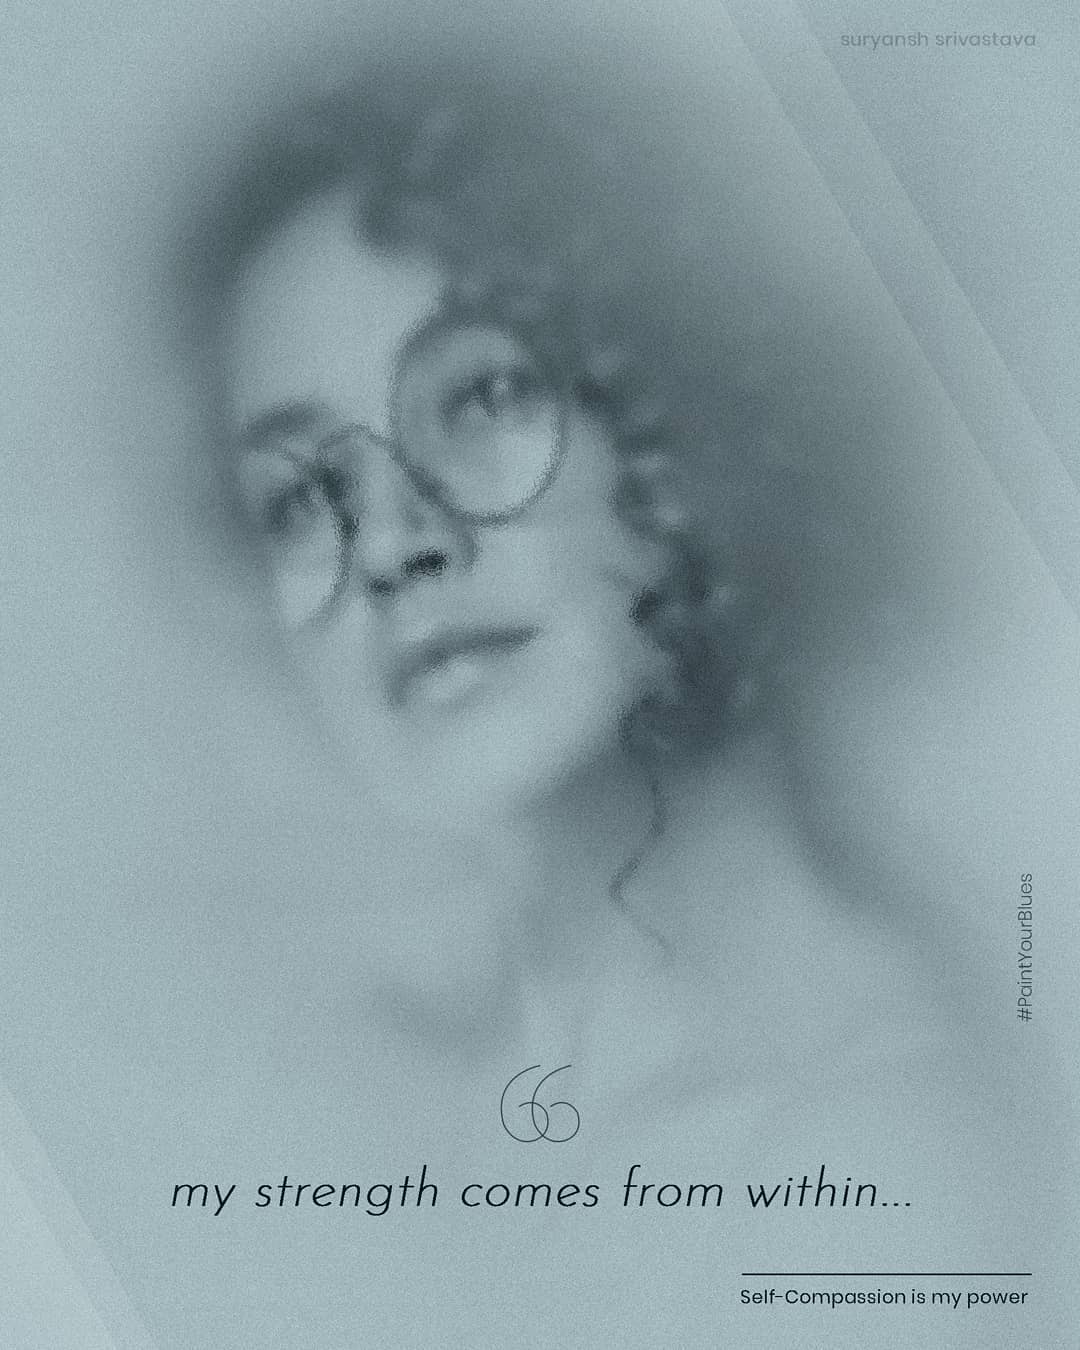 suryansh srivastava
#PaintYourBlues
“
my strength comes from within...
Self-Compassion is my power